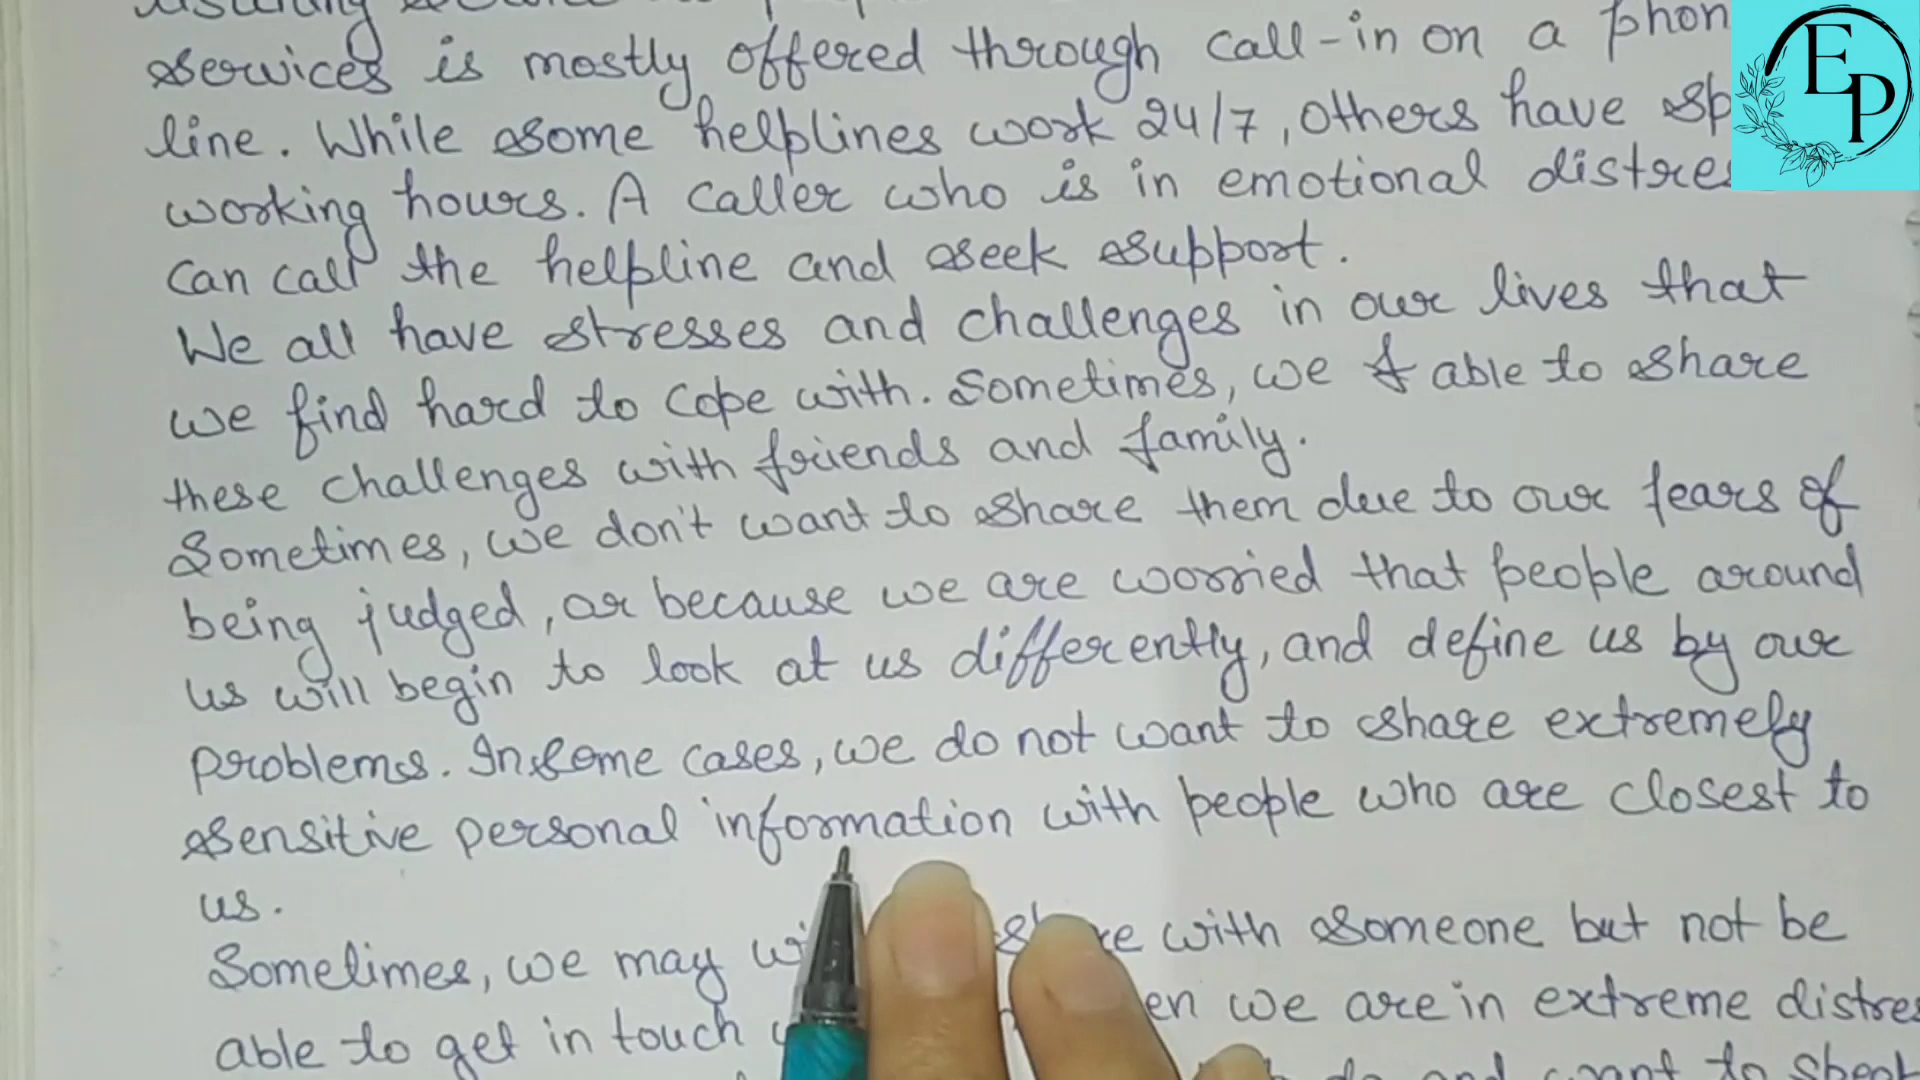 services is mostly offered through call-in on a phon
line. While some helplines work 24/7, others have sp
working hours. A caller who is in emotional distres
can call the helpline and seek support.
We all have stresses and challenges in our lives that
we find hard to cope with. Sometimes, we able to share
these challenges with friends and family.
Sometimes, we don't want to share them due to our fears of
being judged, or because we are worried that people around
us will begin to look at us differently, and define us by our
problems. In some cases, we do not want to share extremely
sensitive personal information with people who are closest to
us.
Sometimes, we may with someone but not be
able to get in touch we are in extreme distres
and want to speak
EP